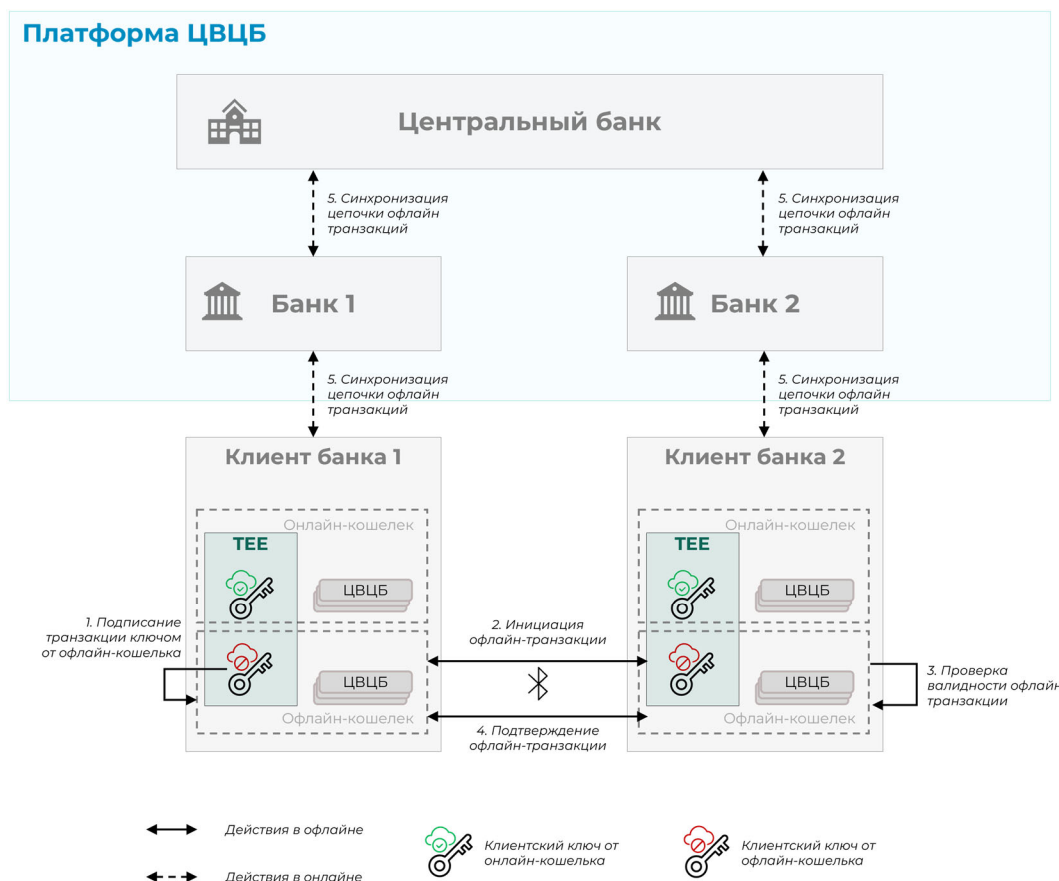 Платформа ЦВЦБ
Центральный банк
5. Синхронизация
цепочки офлайн
транзакций
5. Синхронизация
цепочки офлайн
транзакций
Банк 1
Банк 2
5. Синхронизация
цепочки офлайн
транзакций
5. Синхронизация
цепочки офлайн
транзакций
Клиент банка 1
Клиент банка 2
Онлайн-кошелек
TEE
ЦВЦБ
Онлайн-кошелек
TEE
ЦВЦБ
1. Подписание
транзакции ключом
от офлайн-кошелька
ЦВЦБ
Офлайн-кошелек
2. Инициация
офлайн-транзакции
4. Подтверждение
офлайн-транзакции
ЦВЦБ
Офлайн-кошелек
3. Проверка
валидности офлайн
транзакции
Действия в офлайне
Действия в онлайне
Клиентский ключ от
онлайн-кошелька
Клиентский ключ от
офлайн-кошелька